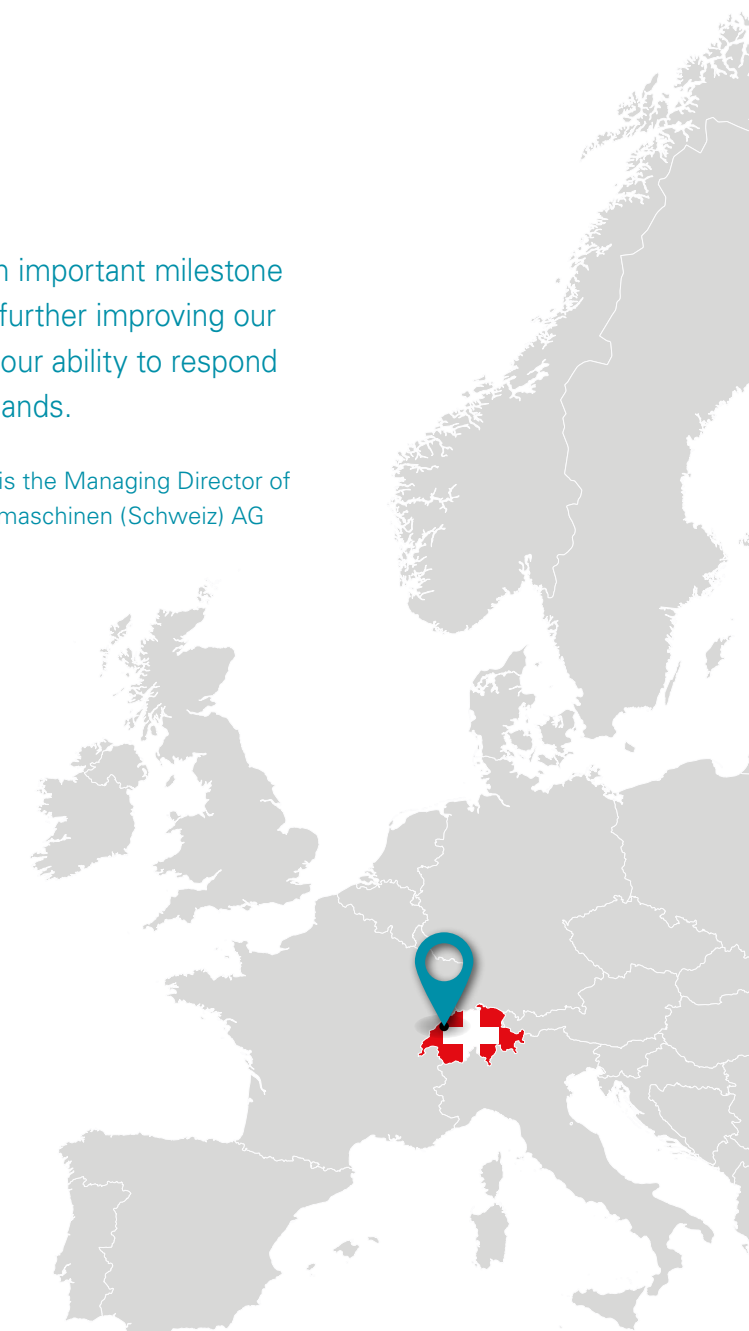 n important milestone
further improving our
our ability to respond
ands.
is the Managing Director of
maschinen (Schweiz) AG